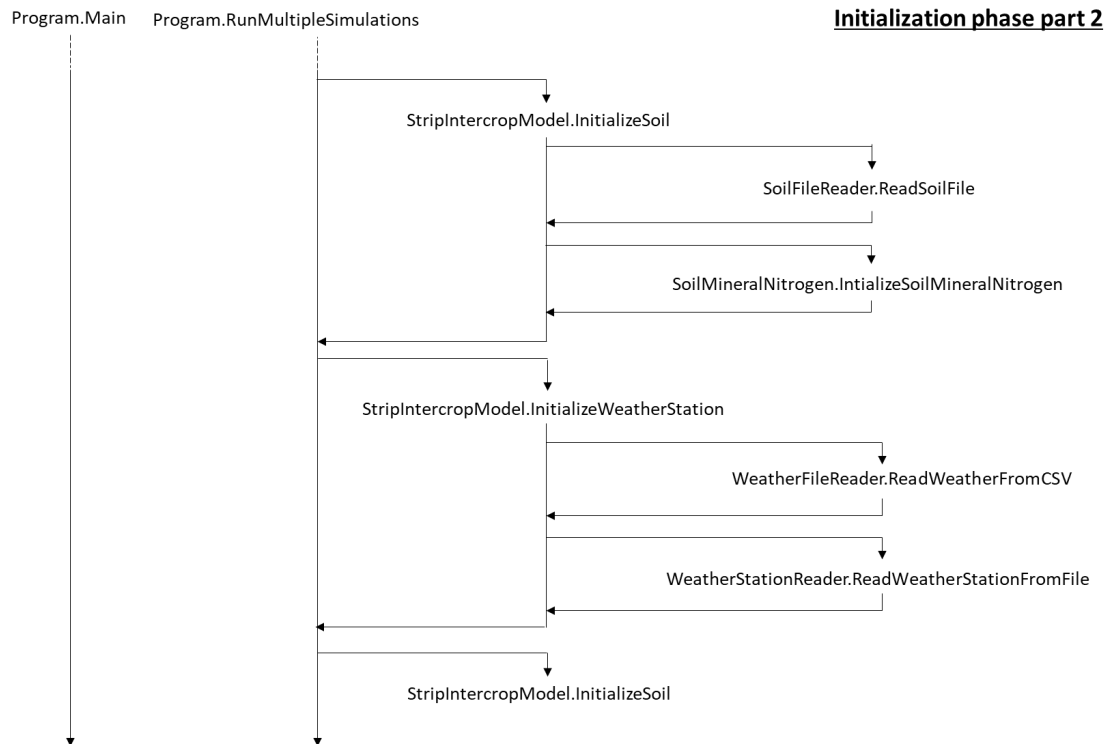 Program.Main
Program.RunMultipleSimulations
Initialization phase part 2
StripIntercropModel.InitializeSoil
SoilFileReader.ReadSoilFile
SoilMineralNitrogen.IntializeSoilMineralNitrogen
StripIntercropModel.InitializeWeatherStation
WeatherFileReader.ReadWeatherFromCSV
WeatherStationReader.ReadWeatherStationFromFile
StripIntercropModel.InitializeSoil